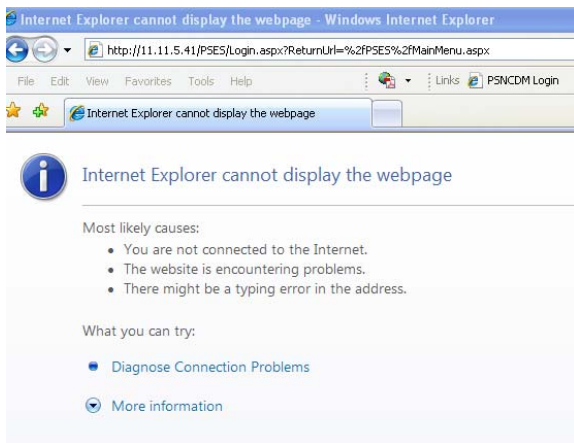 Internet Explorer cannot display the webpage - Windows Internet Explorer
http://11.11.5.41/PSES/Login.aspx?ReturnUrl=%2fPSES%2fMainMenu.aspx
File Edit View Favorites Tools Help Links PSNCDM Login
Internet Explorer cannot display the webpage
Internet Explorer cannot display the webpage
Most likely causes:
• You are not connected to the Internet.
• The website is encountering problems.
• There might be a typing error in the address.
What you can try:
Diagnose Connection Problems
More information